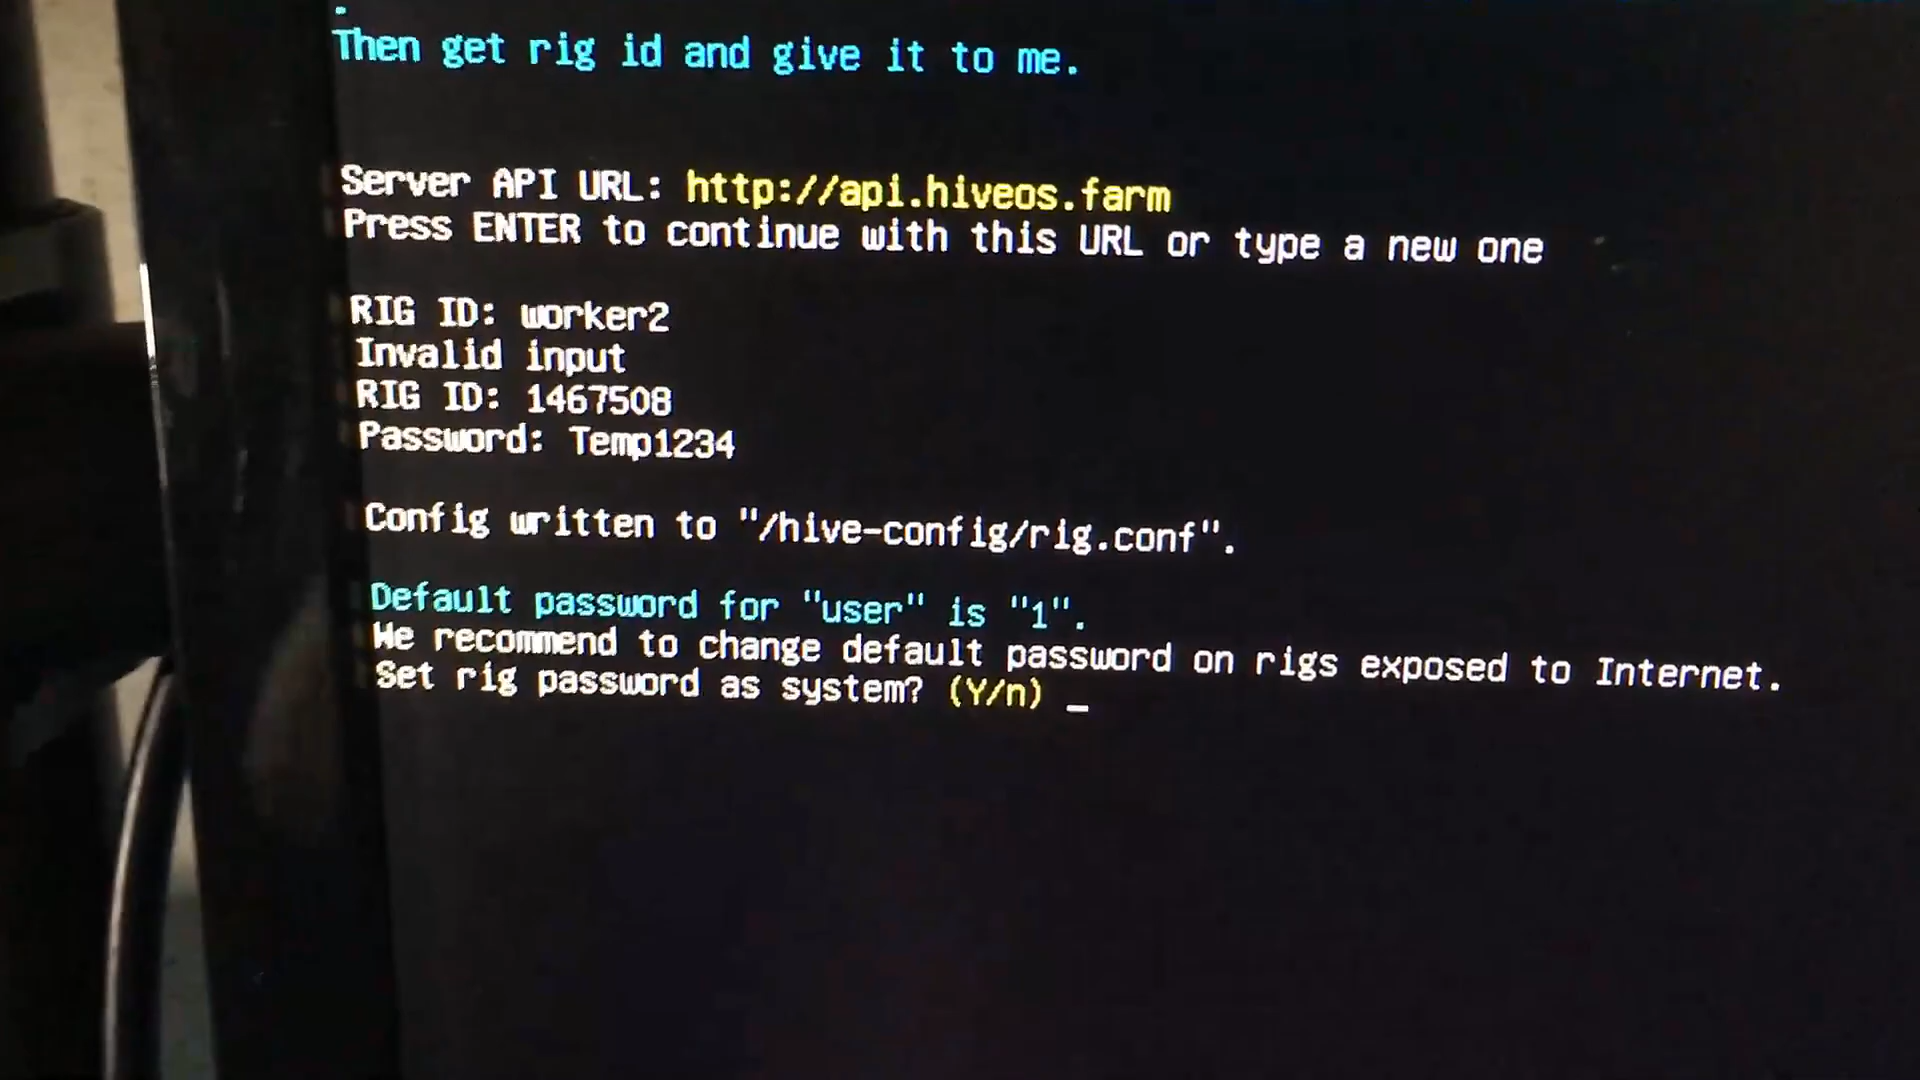 Then get rig id and give it to me.
Server API URL: http://api.hiveos.farm
Press ENTER to continue with this URL or type a new one
RIG ID: worker2
Invalid input
RIG ID: 1467508
Password: Temp1234
Config written to "/hive-config/rig.conf".
Default password for "user" is "1".
We recommend to change default password on rigs exposed to Internet.
Set rig password as system? (Y/n) _